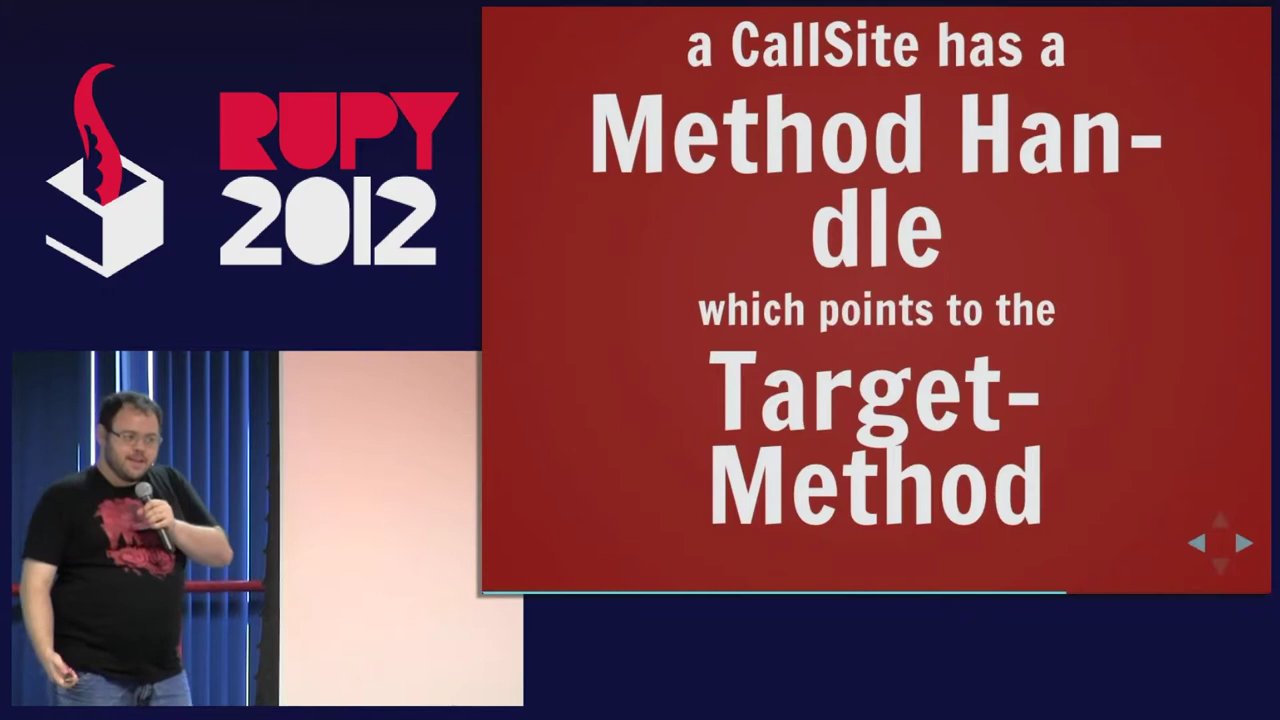 RUPY
2012
a CallSite has a
Method Han-
dle
which points to the
Target-
Method